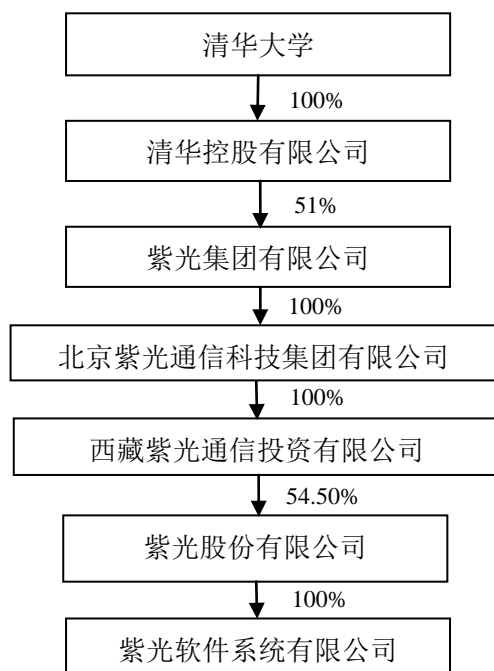 清华大学
100%
清华控股有限公司
51%
紫光集团有限公司
100%
北京紫光通信科技集团有限公司
100%
西藏紫光通信投资有限公司
54.50%
紫光股份有限公司
100%
紫光软件系统有限公司